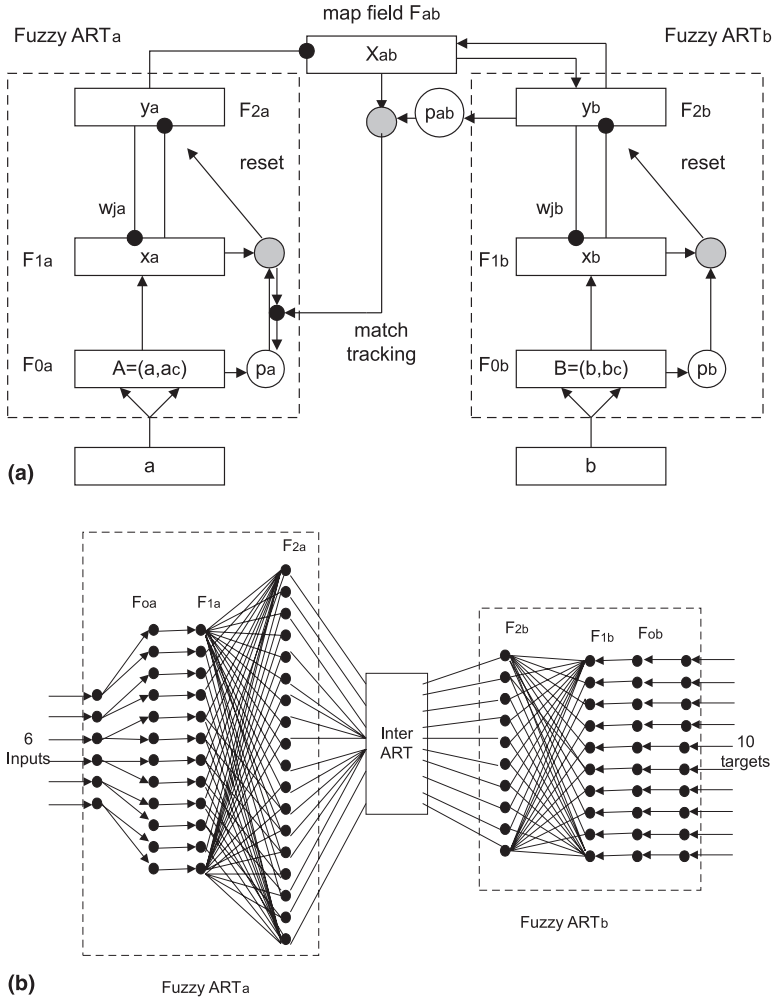 map field Fab
Fuzzy ARTa
Xab
Fuzzy ARTb
ya
F2a
pab
yb
F2b
reset
reset
wja
wjb
F1a
xa
F1b
xb
match
tracking
F0a
A=(a,ac)
pa
F0b
B=(b,bc)
pb
(a)
a
b
F2a
Foa
F1a
F2b
F1b
Fob
6
Inputs
Inter
ART
10
targets
Fuzzy ARTb
(b)
Fuzzy ARTa